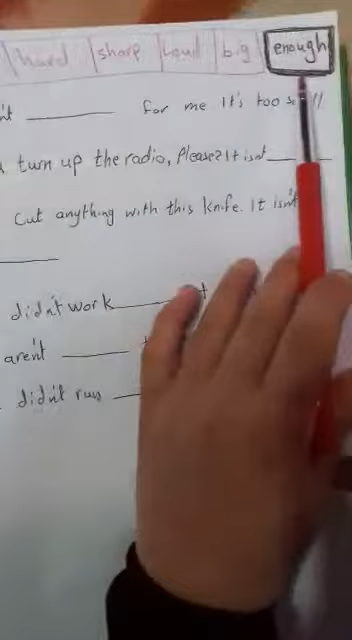 hard sharp loud big enough
for me It's too
turn up the radio, Please? It isn't
cut anything with this knife. It isn't
didn't work
aren't
didn't run